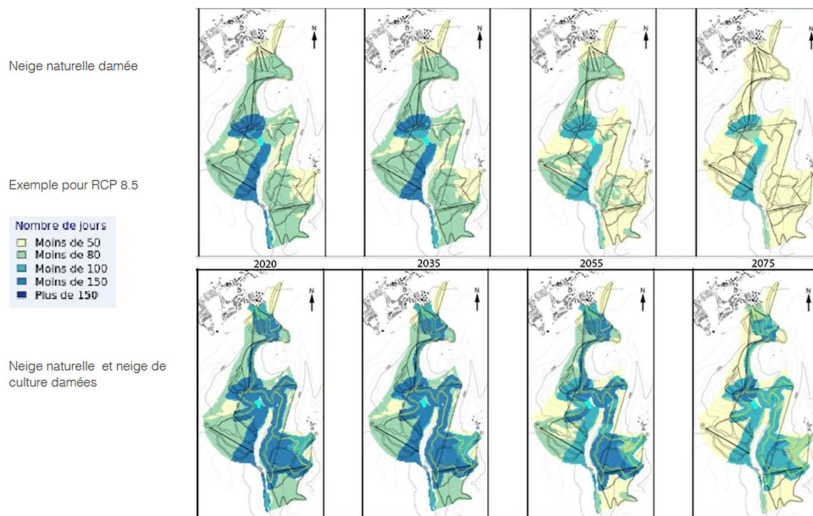 Neige naturelle damée
Exemple pour RCP 8.5
Nombre de jours
Moins de 50
Moins de 80
Moins de 100
Moins de 150
Plus de 150
N
N
N
N
2020
2035
2055
2075
N
N
N
N
Neige naturelle et neige de
culture damées